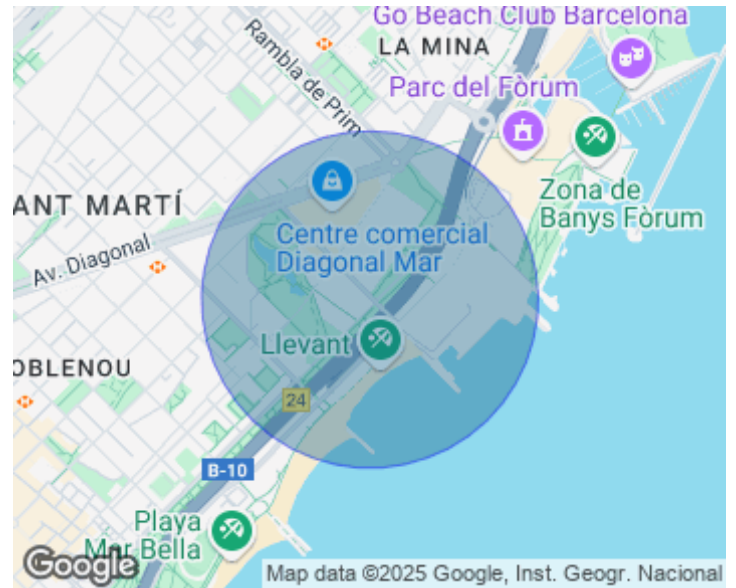 Go Beach Club Barcelona
Rambla de Prim
LA MINA
Parc del Fòrum
Zona de
Banys Fòrum
ANT MARTÍ
Centre comercial
Diagonal Mar
Av. Diagonal
Llevant
OBLENOU
24
B-10
Playa
Mar Bella
Google
Map data ©2025 Google, Inst. Geogr. Nacional